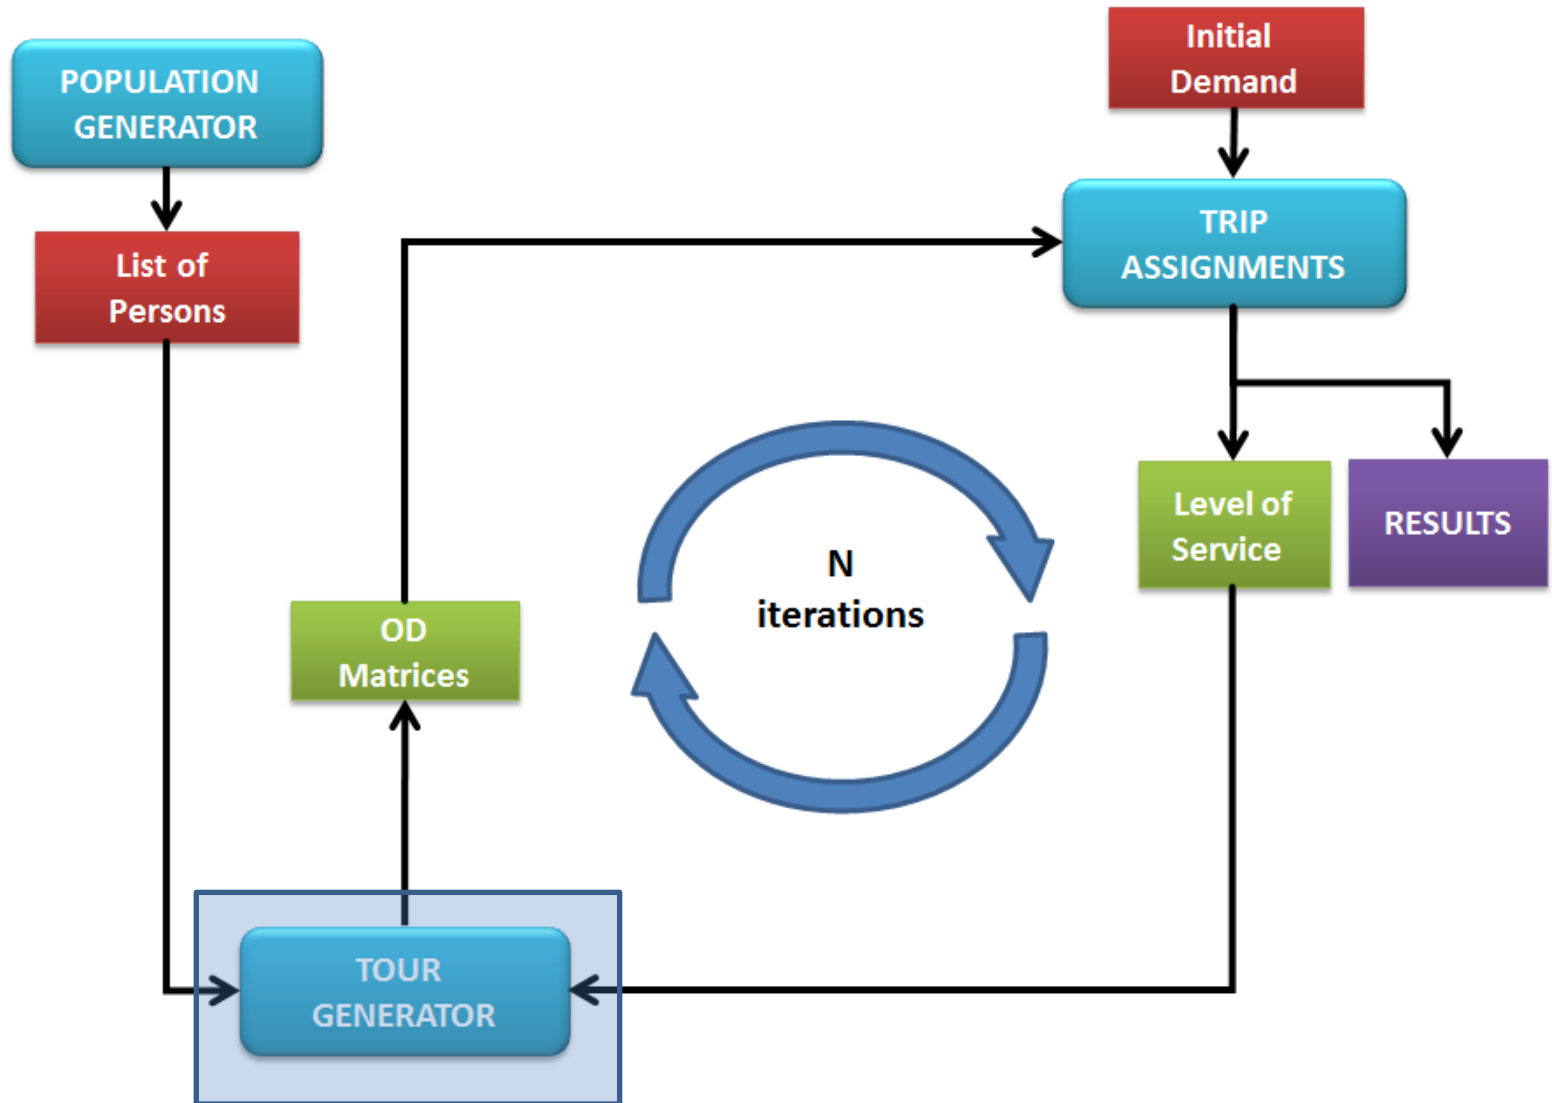 POPULATION
GENERATOR
Initial
Demand
List of
Persons
TRIP
ASSIGNMENTS
Level of
Service
RESULTS
N
iterations
OD
Matrices
TOUR
GENERATOR